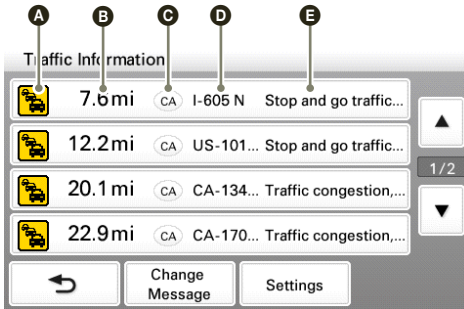 A B C D E
Traffic Information
7.6mi CA I-605 N Stop and go traffic...
12.2mi CA US-101... Stop and go traffic...
20.1mi CA CA-134... Traffic congestion,...
22.9mi CA CA-170... Traffic congestion,...
1/2
Change
Message
Settings